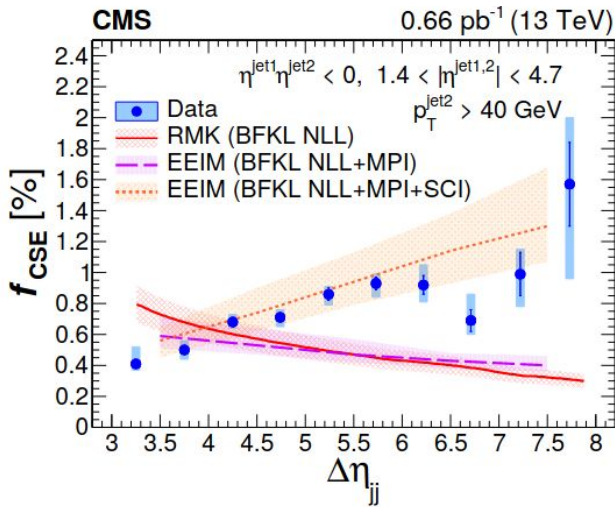 CMS 0.66 pb⁻¹ (13 TeV)
η^jet1 η^jet2 < 0, 1.4 < |η^jet1,2| < 4.7
p_T^jet2 > 40 GeV
Data
RMK (BFKL NLL)
EEIM (BFKL NLL+MPI)
EEIM (BFKL NLL+MPI+SCI)
f_CSE [%]
2.4
2.2
2
1.8
1.6
1.4
1.2
1
0.8
0.6
0.4
0.2
0
3 3.5 4 4.5 5 5.5 6 6.5 7 7.5 8
Δη_jj